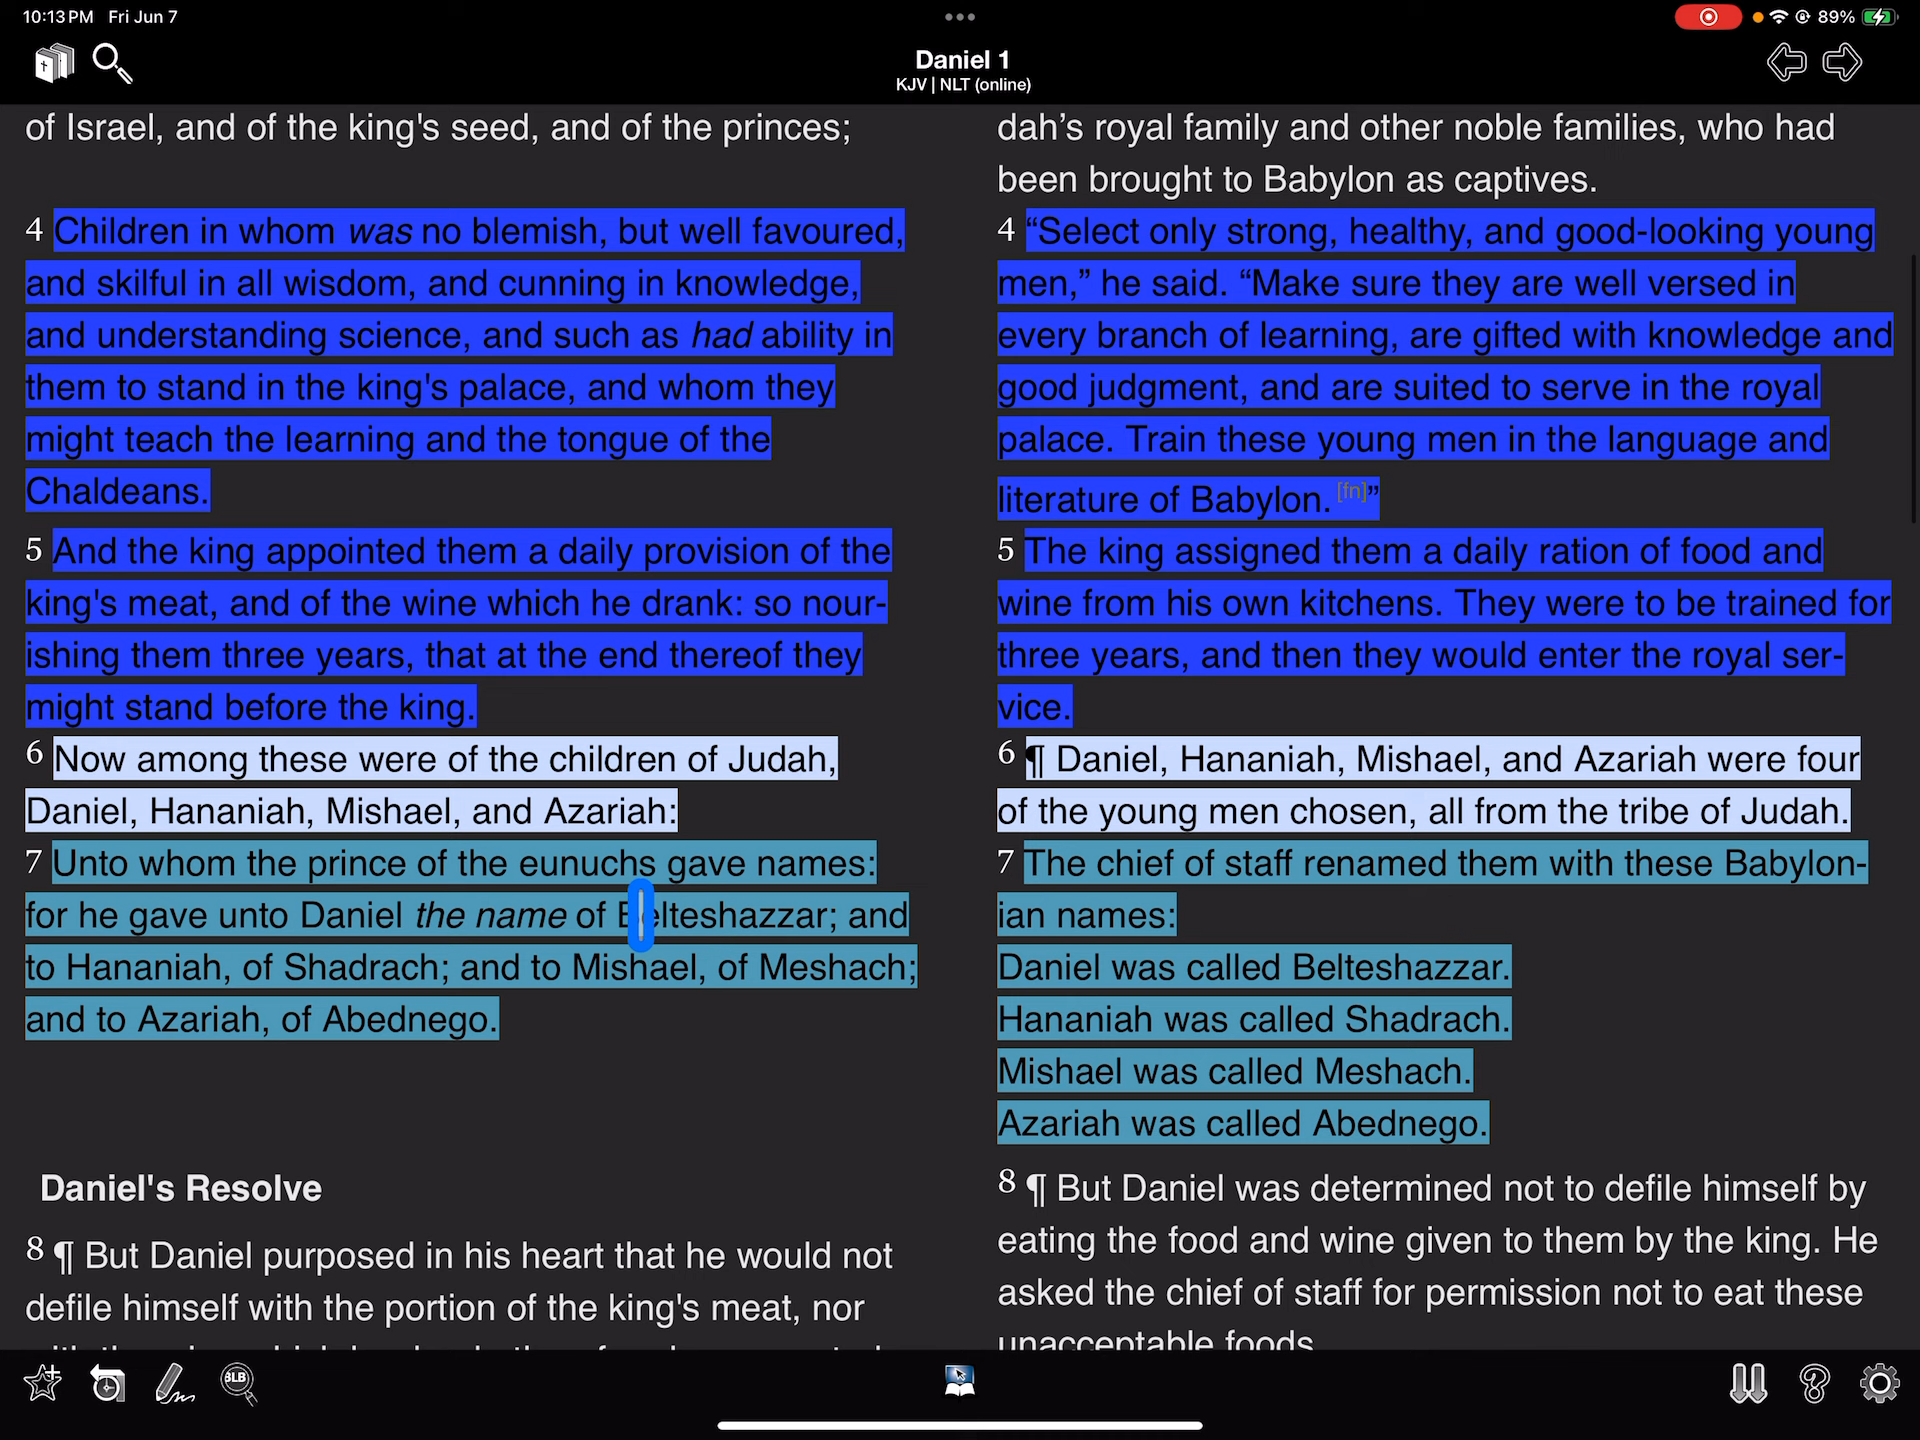 10:13 PM Fri Jun 7
89%
Daniel 1
KJV | NLT (online)
of Israel, and of the king's seed, and of the princes;
4 Children in whom was no blemish, but well favoured,
and skilful in all wisdom, and cunning in knowledge,
and understanding science, and such as had ability in
them to stand in the king's palace, and whom they
might teach the learning and the tongue of the
Chaldeans.
5 And the king appointed them a daily provision of the
king's meat, and of the wine which he drank: so nour-
ishing them three years, that at the end thereof they
might stand before the king.
6 Now among these were of the children of Judah,
Daniel, Hananiah, Mishael, and Azariah:
7 Unto whom the prince of the eunuchs gave names:
for he gave unto Daniel the name of Belteshazzar; and
to Hananiah, of Shadrach; and to Mishael, of Meshach;
and to Azariah, of Abednego.
Daniel's Resolve
8 ¶ But Daniel purposed in his heart that he would not
defile himself with the portion of the king's meat, nor
dah’s royal family and other noble families, who had
been brought to Babylon as captives.
4 “Select only strong, healthy, and good-looking young
men,” he said. “Make sure they are well versed in
every branch of learning, are gifted with knowledge and
good judgment, and are suited to serve in the royal
palace. Train these young men in the language and
literature of Babylon. [fn]”
5 The king assigned them a daily ration of food and
wine from his own kitchens. They were to be trained for
three years, and then they would enter the royal ser-
vice.
6 ¶ Daniel, Hananiah, Mishael, and Azariah were four
of the young men chosen, all from the tribe of Judah.
7 The chief of staff renamed them with these Babylon-
ian names:
Daniel was called Belteshazzar.
Hananiah was called Shadrach.
Mishael was called Meshach.
Azariah was called Abednego.
8 ¶ But Daniel was determined not to defile himself by
eating the food and wine given to them by the king. He
asked the chief of staff for permission not to eat these
unacceptable foods.
BLB